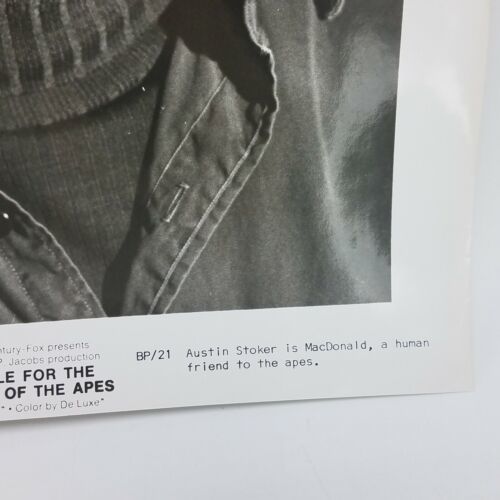 ntury-Fox presents
P. Jacobs production
LE FOR THE
OF THE APES
• Color by De Luxe
BP/21 Austin Stoker is MacDonald, a human
friend to the apes.